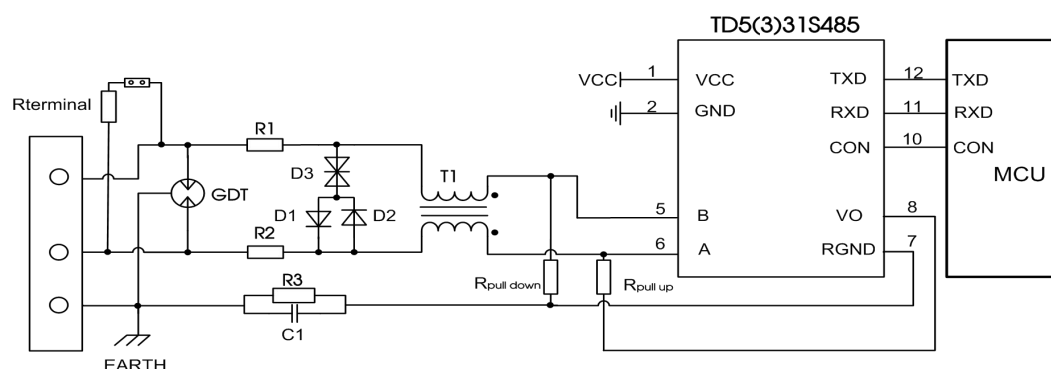 TD5(3)31S485
VCC 1 VCC TXD 12 TXD
Rterminal
2 GND RXD 11 RXD
R1
CON 10 CON
D3 T1 MCU
GDT
D1 D2 5 B VO 8
R2 6 A RGND 7
R3 Rpull down Rpull up
C1
EARTH